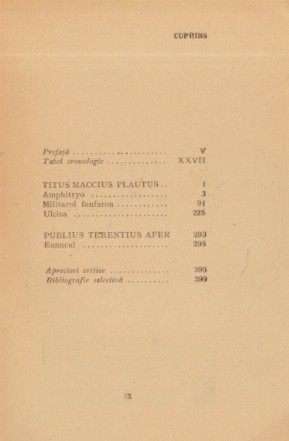 CUPRINS
Prefață ........................ V
Tabel cronologic .............. XXVII
TITUS MACCIUS PLAUTUS .. 1
Amphitryo ................... 3
Militarul fanfaron ............ 91
Ulcica ...................... 225
PUBLIUS TERENTIUS AFER 293
Eunucul ..................... 295
Aprecieri critice .............. 395
Bibliografie selectivă .......... 399